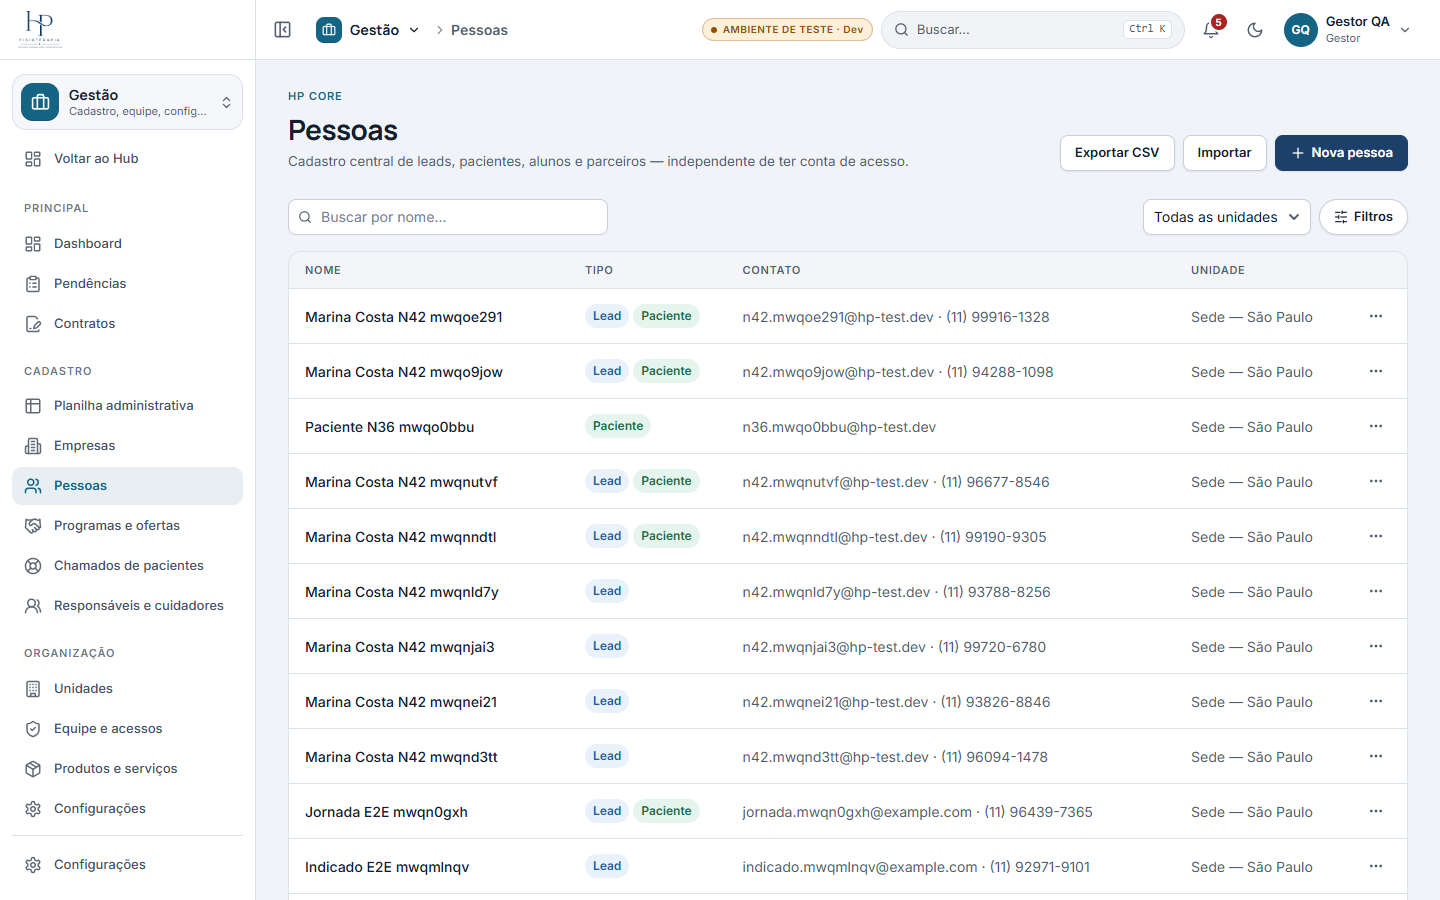 hp
FISIOTERAPIA
Gestão
Pessoas
AMBIENTE DE TESTE · Dev
Buscar...
Ctrl K
5
GQ
Gestor QA
Gestor
Gestão
Cadastro, equipe, config...
Voltar ao Hub
PRINCIPAL
Dashboard
Pendências
Contratos
CADASTRO
Planilha administrativa
Empresas
Pessoas
Programas e ofertas
Chamados de pacientes
Responsáveis e cuidadores
ORGANIZAÇÃO
Unidades
Equipe e acessos
Produtos e serviços
Configurações
Configurações
HP CORE
Pessoas
Cadastro central de leads, pacientes, alunos e parceiros — independente de ter conta de acesso.
Exportar CSV
Importar
Nova pessoa
Buscar por nome...
Todas as unidades
Filtros
NOME TIPO CONTATO UNIDADE
Marina Costa N42 mwqoe291 Lead Paciente n42.mwqoe291@hp-test.dev · (11) 99916-1328 Sede — São Paulo
Marina Costa N42 mwqo9jow Lead Paciente n42.mwqo9jow@hp-test.dev · (11) 94288-1098 Sede — São Paulo
Paciente N36 mwqo0bbu Paciente n36.mwqo0bbu@hp-test.dev Sede — São Paulo
Marina Costa N42 mwqnutvf Lead Paciente n42.mwqnutvf@hp-test.dev · (11) 96677-8546 Sede — São Paulo
Marina Costa N42 mwqnndtl Lead Paciente n42.mwqnndtl@hp-test.dev · (11) 99190-9305 Sede — São Paulo
Marina Costa N42 mwqnld7y Lead n42.mwqnld7y@hp-test.dev · (11) 93788-8256 Sede — São Paulo
Marina Costa N42 mwqnjai3 Lead n42.mwqnjai3@hp-test.dev · (11) 99720-6780 Sede — São Paulo
Marina Costa N42 mwqnei21 Lead n42.mwqnei21@hp-test.dev · (11) 93826-8846 Sede — São Paulo
Marina Costa N42 mwqnd3tt Lead n42.mwqnd3tt@hp-test.dev · (11) 96094-1478 Sede — São Paulo
Jornada E2E mwqn0gxh Lead Paciente jornada.mwqn0gxh@example.com · (11) 96439-7365 Sede — São Paulo
Indicado E2E mwqmlnqv Lead indicado.mwqmlnqv@example.com · (11) 92971-9101 Sede — São Paulo